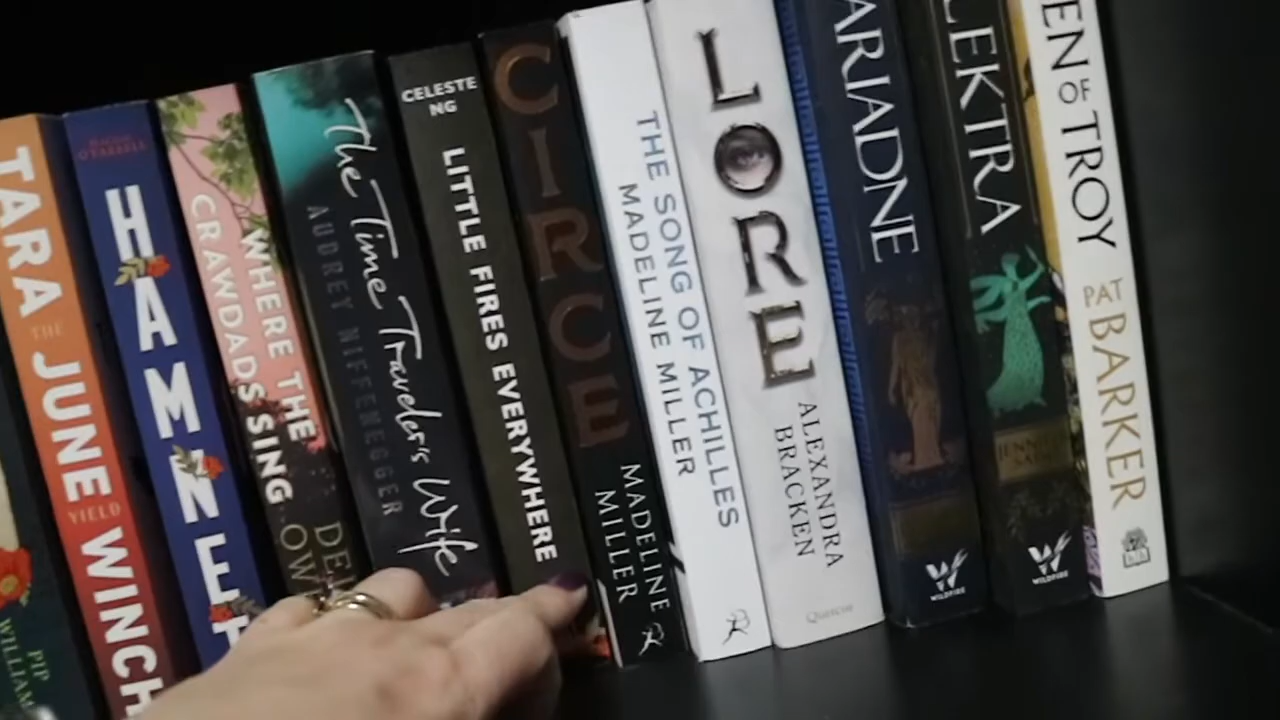 TARA JUNE WINCH
THE YIELD
HAMNET
WHERE THE
CRAWDADS SING
The Time Traveler's Wife
AUDREY NIFFENEGGER
CELESTE
NG
LITTLE FIRES EVERYWHERE
CIRCE
MADELINE
MILLER
THE SONG OF ACHILLES
MADELINE MILLER
LORE
ALEXANDRA
BRACKEN
Quercus
ARIADNE
WILDFIRE
LEKTRA
WILDFIRE
EN OF TROY
PAT BARKER
PIP
WILLIAM